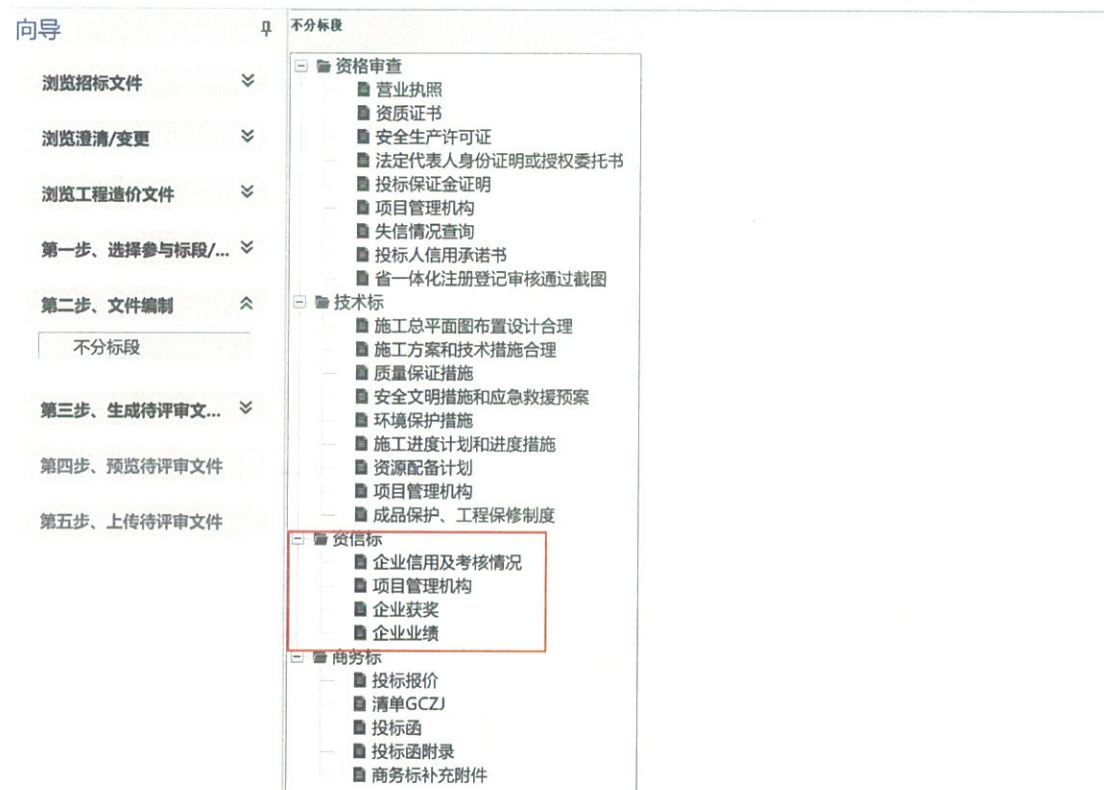 向导
浏览招标文件
浏览澄清/变更
浏览工程造价文件
第一步、选择参与标段/...
第二步、文件编制
不分标段
第三步、生成待评审文...
第四步、预览待评审文件
第五步、上传待评审文件
不分标段
资格审查
营业执照
资质证书
安全生产许可证
法定代表人身份证明或授权委托书
投标保证金证明
项目管理机构
失信情况查询
投标人信用承诺书
省一体化注册登记审核通过截图
技术标
施工总平面图布置设计合理
施工方案和技术措施合理
质量保证措施
安全文明措施和应急救援预案
环境保护措施
施工进度计划和进度措施
资源配备计划
项目管理机构
成品保护、工程保修制度
资信标
企业信用及考核情况
项目管理机构
企业获奖
企业业绩
商务标
投标报价
清单GCZJ
投标函
投标函附录
商务标补充附件